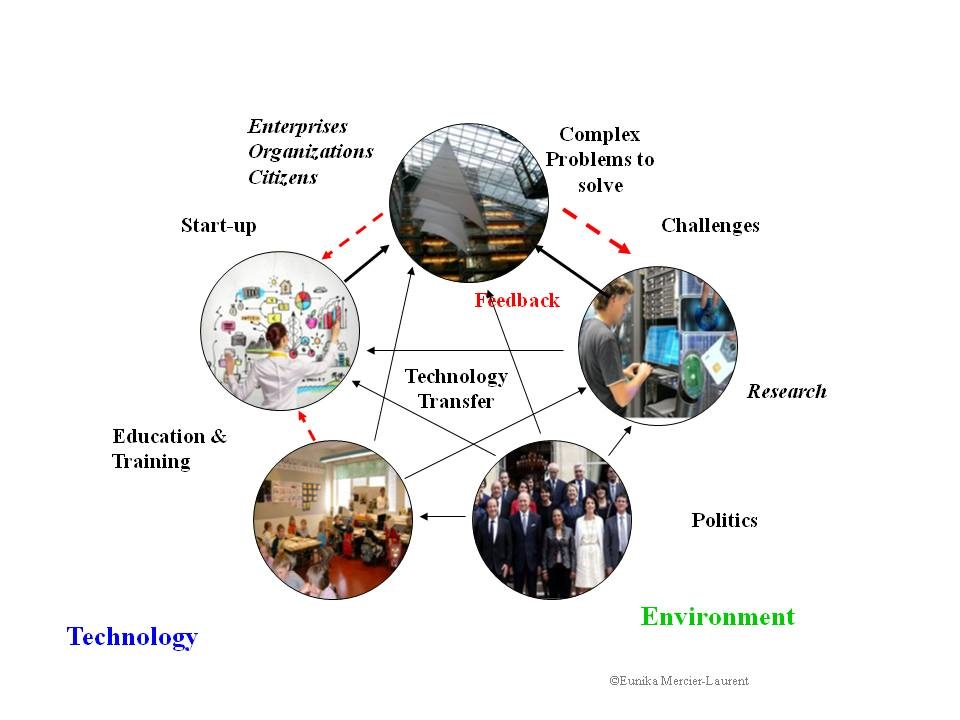 Enterprises
Organizations
Citizens
Complex
Problems to
solve
Start-up
Challenges
Feedback
Technology
Transfer
Research
Education &
Training
Politics
Environment
Technology
©Eunika Mercier-Laurent